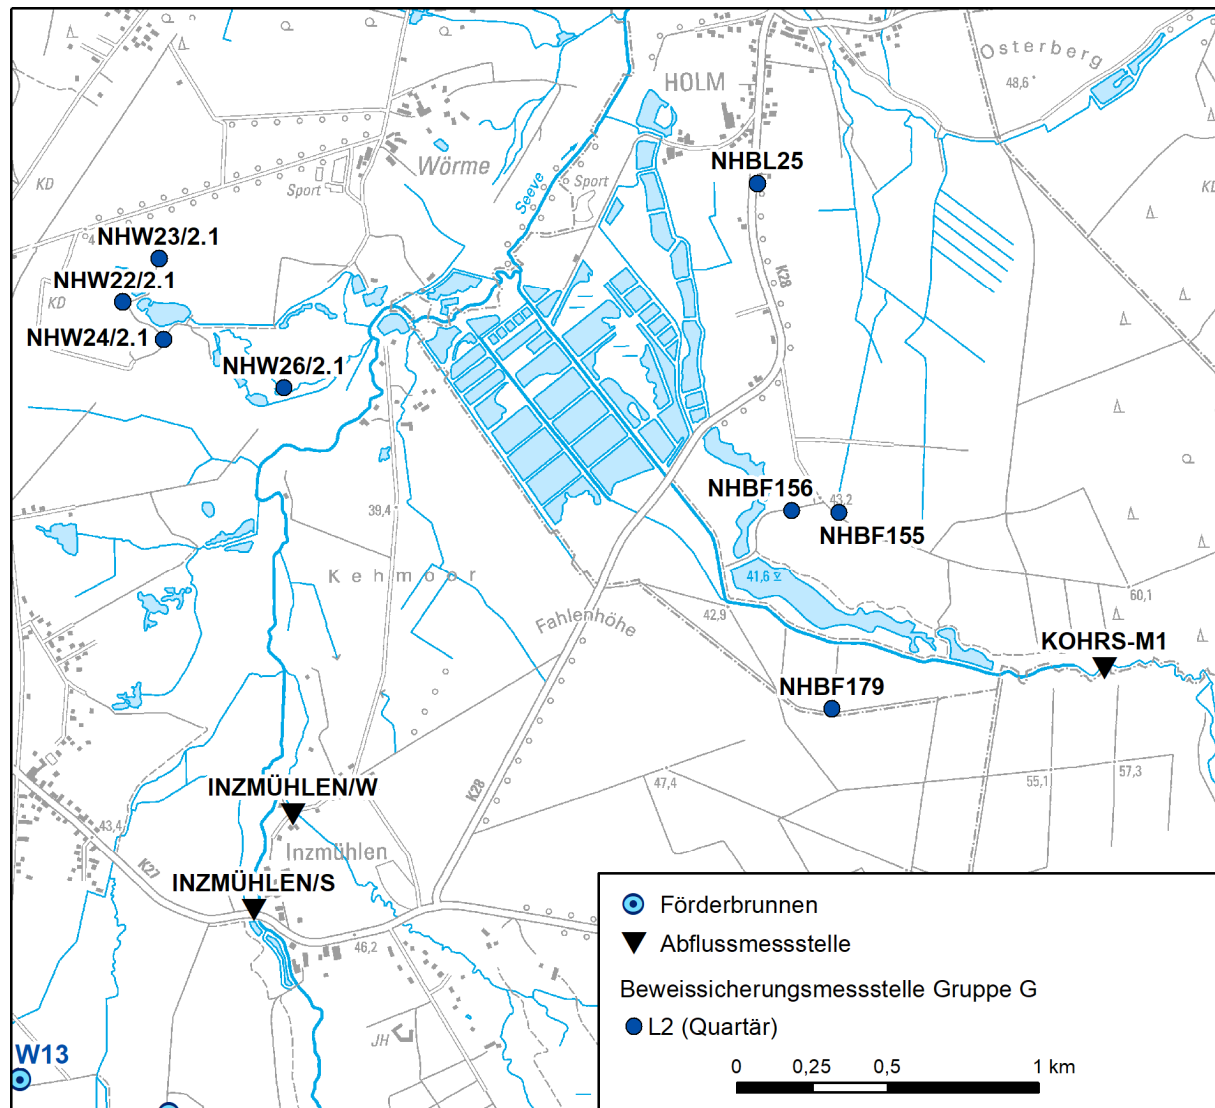 Osterberg
48,6
HOLM
NHBL25
Wörme
KD
Sport
Seeve
Sport
KD
NHW23/2.1
K28
NHW22/2.1
KD
NHW24/2.1
NHW26/2.1
NHBF156
43,2
NHBF155
39,4
Kehmoor
41,6
60,1
42,9
Fahlenhöhe
KOHRS-M1
NHBF179
INZMÜHLEN/W
K28
47,4
57,3
55,1
43,4
Inzmühlen
K27
INZMÜHLEN/S
46,2
JH
W13
Förderbrunnen
Abflussmessstelle
Beweissicherungsmessstelle Gruppe G
L2 (Quartär)
0 0,25 0,5 1 km